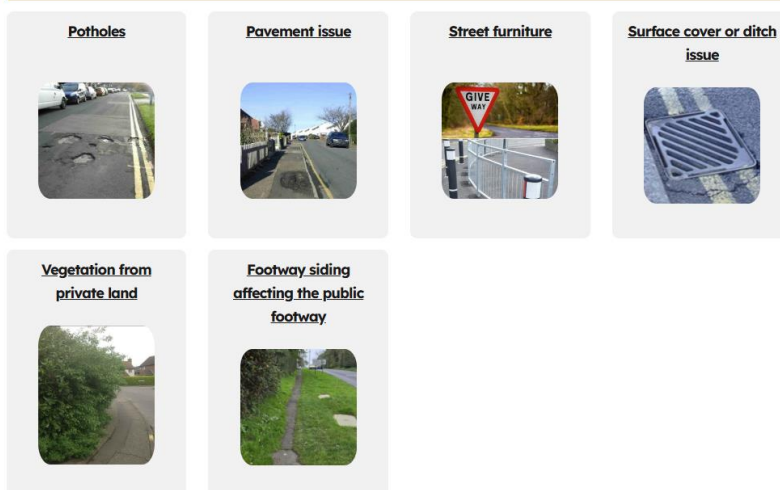 Potholes
Pavement issue
Street furniture
Surface cover or ditch
issue
GIVE
WAY
Vegetation from
private land
Footway siding
affecting the public
footway